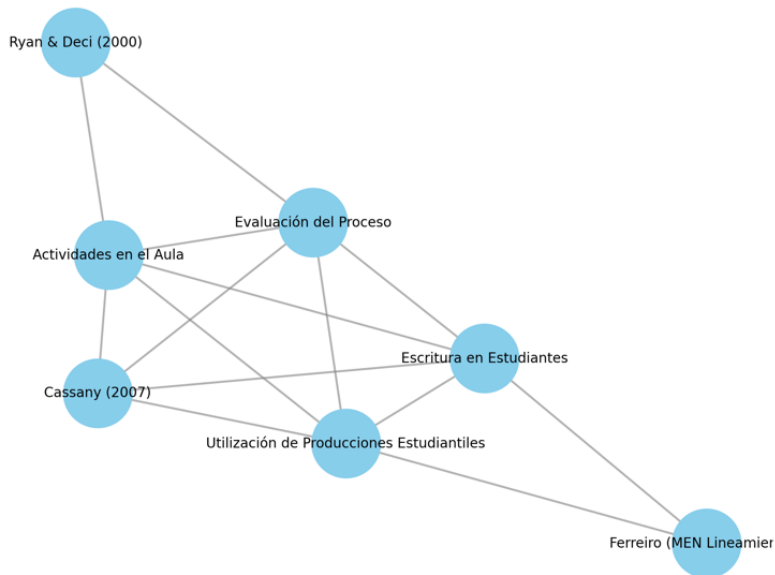 Ryan & Deci (2000)
Evaluación del Proceso
Actividades en el Aula
Escritura en Estudiantes
Cassany (2007)
Utilización de Producciones Estudiantiles
Ferreiro (MEN